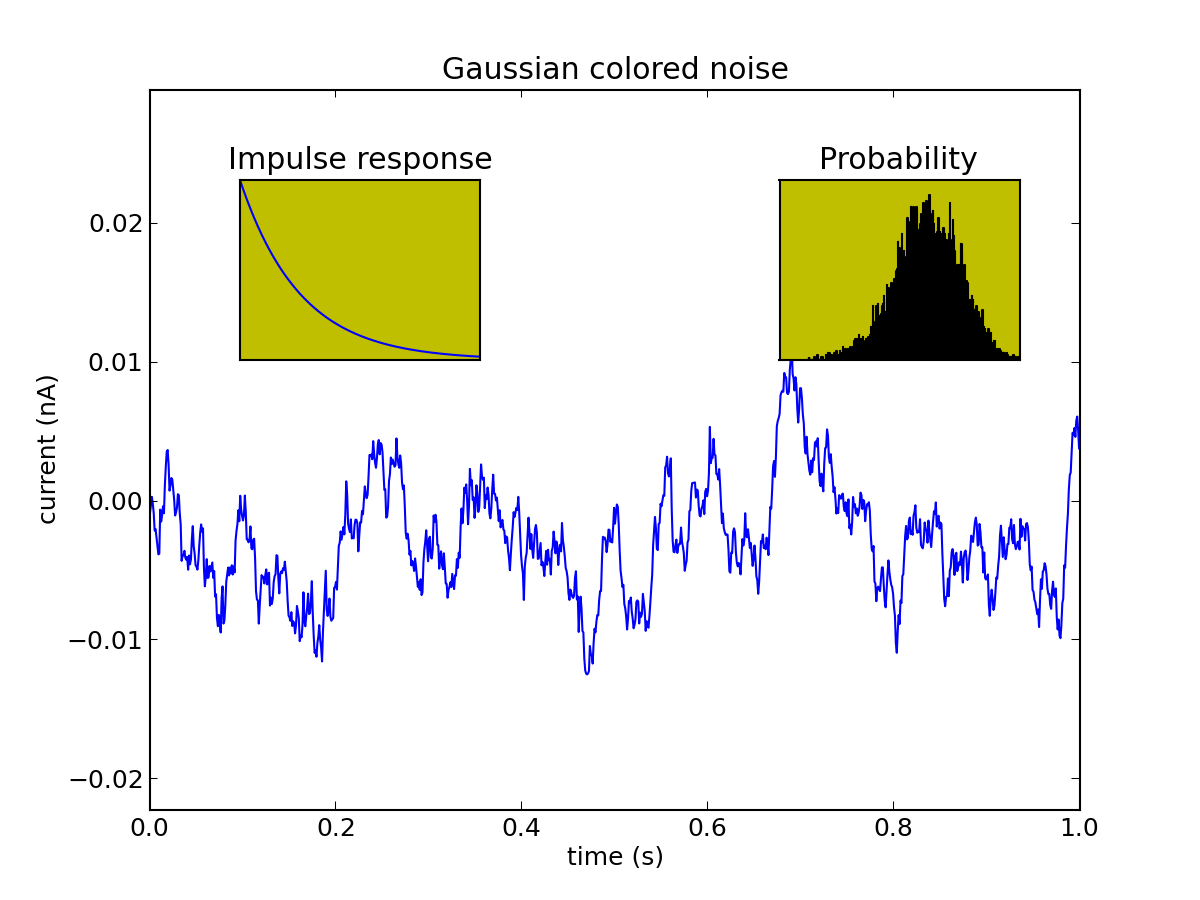 Gaussian colored noise
Impulse response
Probability
0.02
0.01
0.00
−0.01
−0.02
current (nA)
0.0 0.2 0.4 0.6 0.8 1.0
time (s)